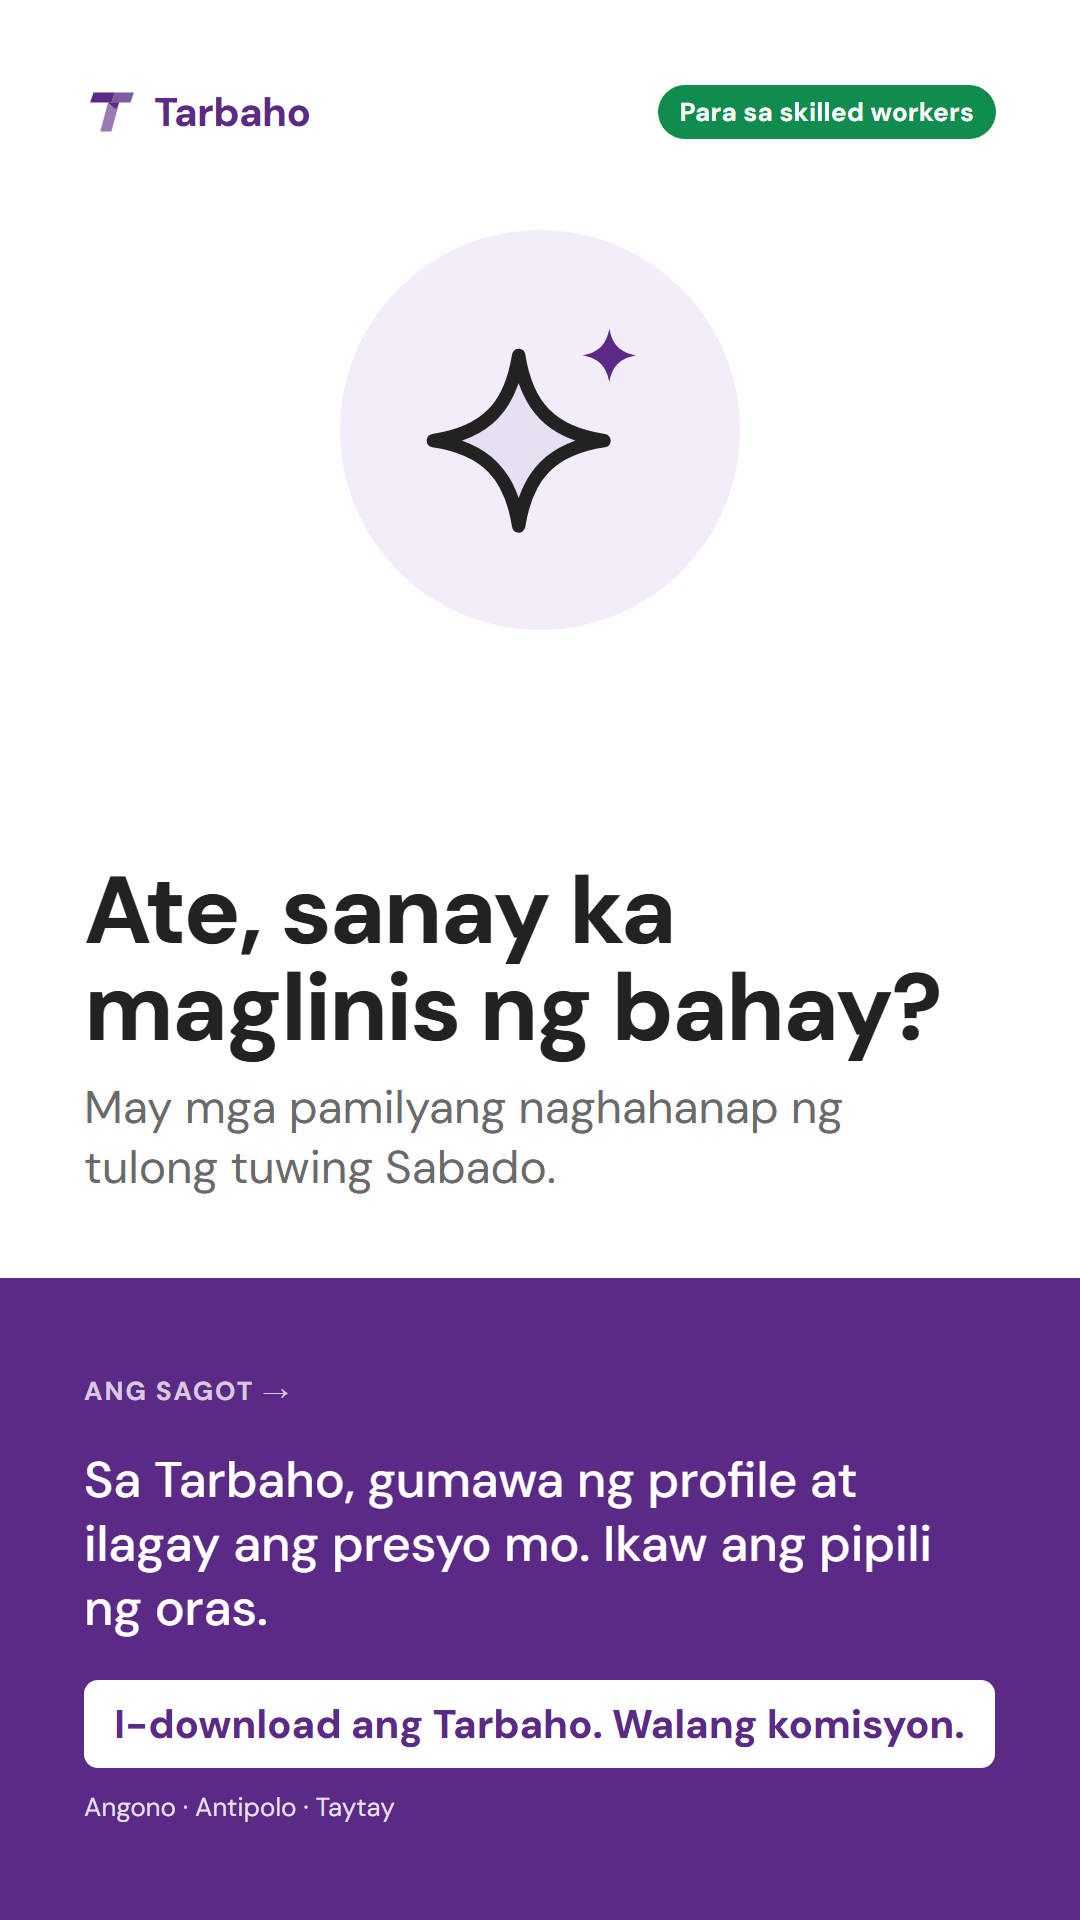 Tarbaho
Para sa skilled workers
Ate, sanay ka
maglinis ng bahay?
May mga pamilyang naghahanap ng
tulong tuwing Sabado.
ANG SAGOT →
Sa Tarbaho, gumawa ng profile at
ilagay ang presyo mo. Ikaw ang pipili
ng oras.
I-download ang Tarbaho. Walang komisyon.
Angono · Antipolo · Taytay